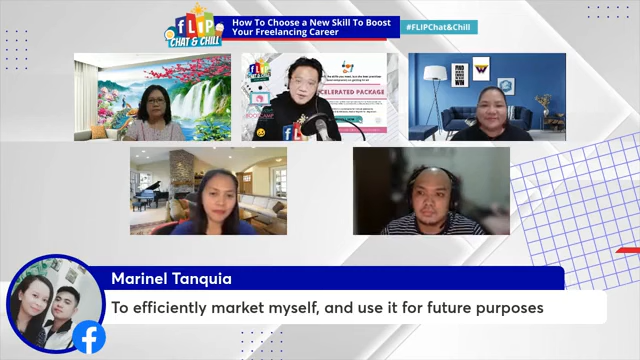 FLIP
CHAT & CHILL
How To Choose a New Skill To Boost
Your Freelancing Career
#FLIPChat&Chill
CELERATED PACKAGE
Marinel Tanquia
To efficiently market myself, and use it for future purposes